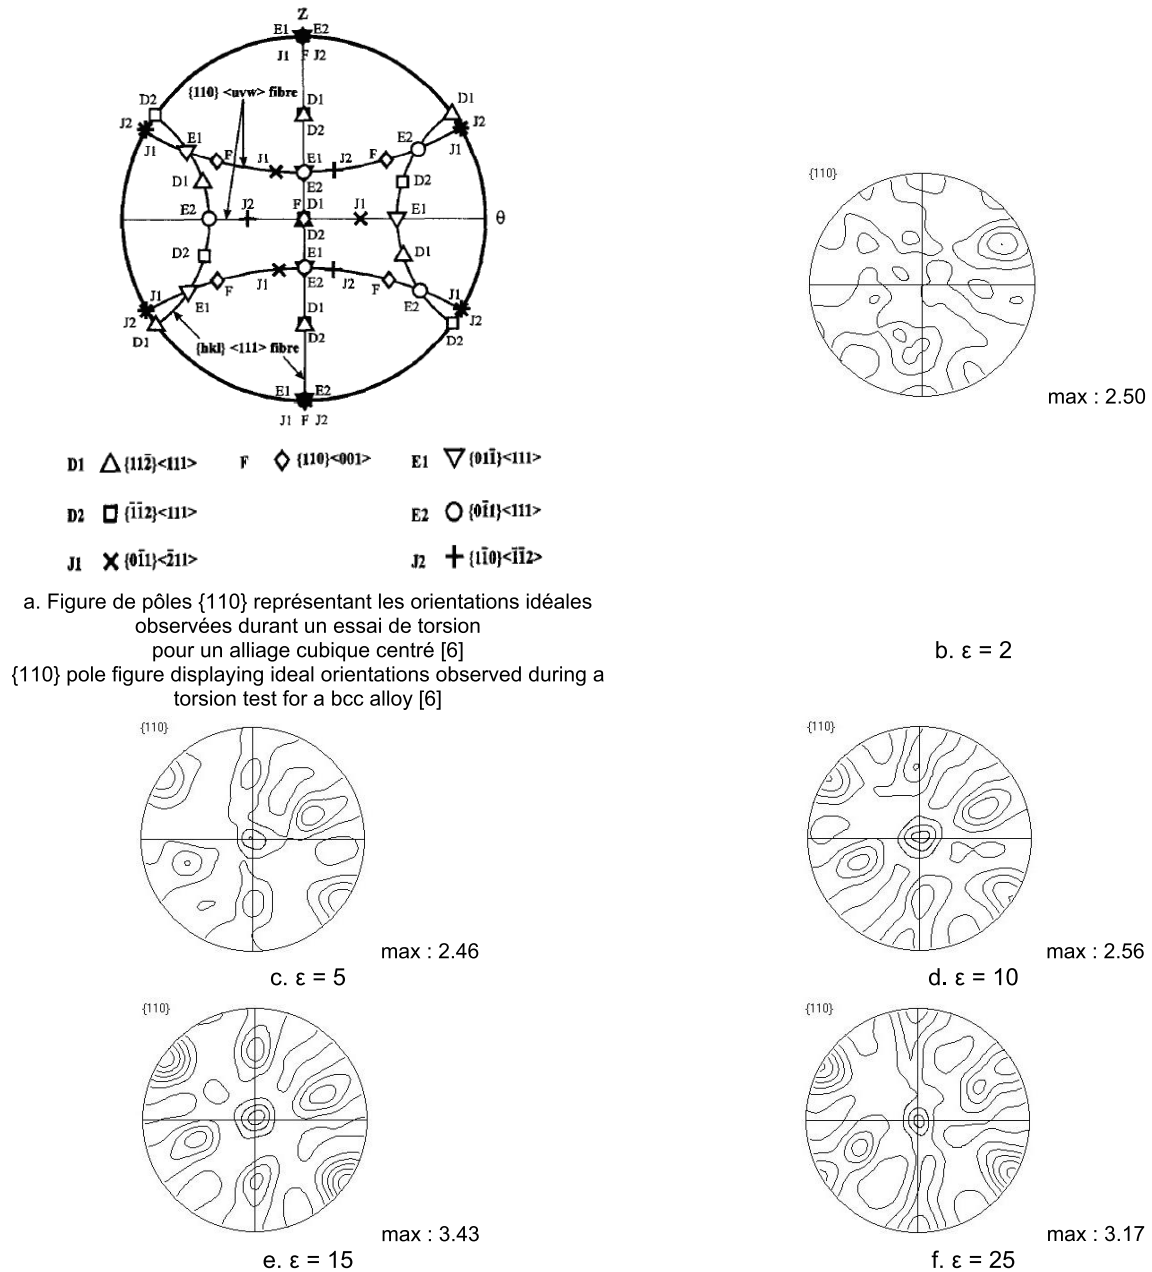 Z
E1 E2
J1 F J2
D2
{110} <uvw> fibre
D1
D1
J2
J2
D2
E1
E2
J1
J1
F
J1
E1
J2
F
E2
D1
D2
E2
J2
F
D1
J1
E1
θ
D2
D2
E1
D1
J1
F
J1
E2
J2
F
J1
E1
E2
J2
J2
D1
D1
D2
D2
{hkl} <111> fibre
E1 E2
J1 F J2
D1 {112̄}<111>
F {110}<001>
E1 {011̄}<111>
D2 {1̄1̄2}<111>
E2 {01̄1}<111>
J1 {01̄1}<2̄11>
J2 {11̄0}<1̄1̄2>
a. Figure de pôles {110} représentant les orientations idéales
observées durant un essai de torsion
pour un alliage cubique centré [6]
{110} pole figure displaying ideal orientations observed during a
torsion test for a bcc alloy [6]
{110}
max : 2.50
b. ε = 2
{110}
max : 2.46
c. ε = 5
{110}
max : 2.56
d. ε = 10
{110}
max : 3.43
e. ε = 15
{110}
max : 3.17
f. ε = 25